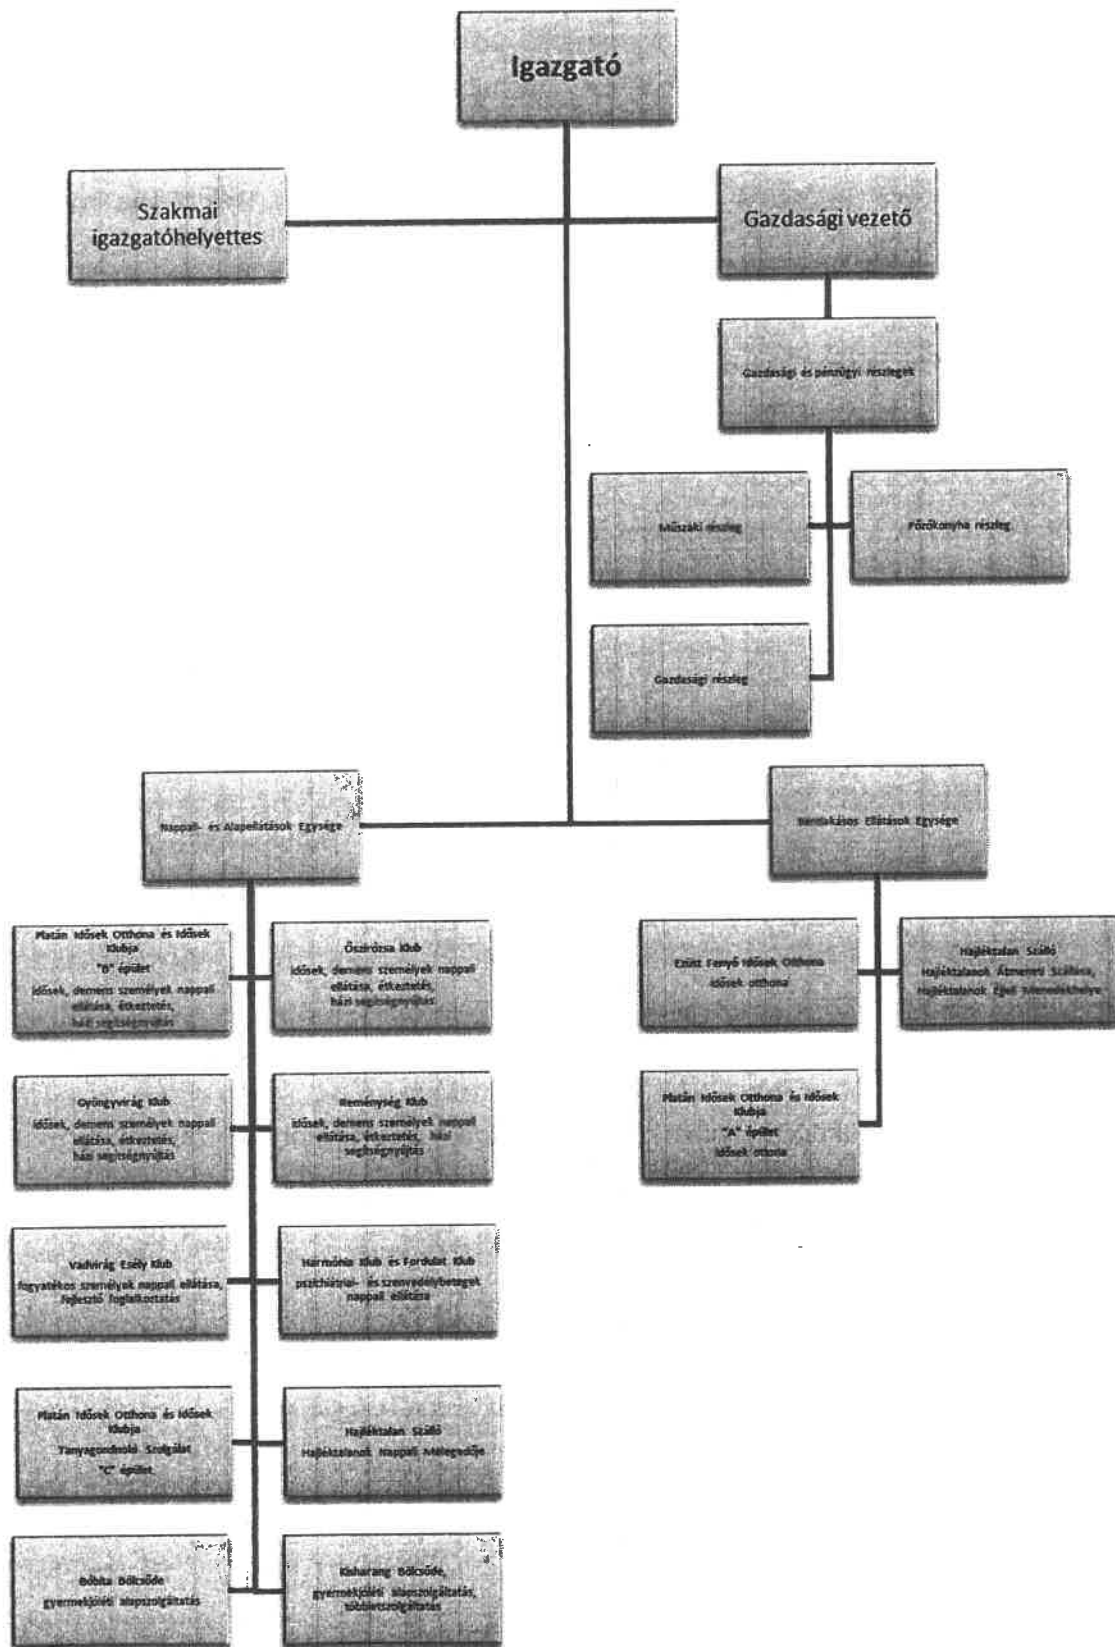 Igazgató
Szakmai
igazgatóhelyettes
Gazdasági vezető
Gazdasági és pénzügyi részlegek
Műszaki részleg
Főzőkonyha részleg
Gazdasági részleg
Nappali- és Alapellátások Egysége
Bentlakásos Ellátások Egysége
Platán Idősek Otthona és Idősek
Klubja
"B" épület
idősek, demens személyek nappali
ellátása, étkeztetés,
házi segítségnyújtás
Őszirózsa Klub
idősek, demens személyek nappali
ellátása, étkeztetés,
házi segítségnyújtás
Ezüst Fenyő Idősek Otthona
idősek otthona
Hajléktalan Szálló
Hajléktalanok Átmeneti Szállása,
Hajléktalanok Éjjeli Menedékhelye
Gyöngyvirág Klub
idősek, demens személyek nappali
ellátása, étkeztetés,
házi segítségnyújtás
Reménység Klub
idősek, demens személyek nappali
ellátása, étkeztetés, házi
segítségnyújtás
Platán Idősek Otthona és Idősek
Klubja
"A" épület
idősek otthona
Vadvirág Esély Klub
fogyatékos személyek nappali ellátása,
fejlesztő foglalkoztatás
Harmónia Klub és Fordulat Klub
pszichiátriai- és szenvedélybetegek
nappali ellátása
Platán Idősek Otthona és Idősek
Klubja
Tanyagondnoki Szolgálat
"C" épület
Hajléktalan Szálló
Hajléktalanok Nappali Melegedője
Bóbita Bölcsőde
gyermekjóléti alapszolgáltatás
Kisharang Bölcsőde,
gyermekjóléti alapszolgáltatás,
többletszolgáltatás